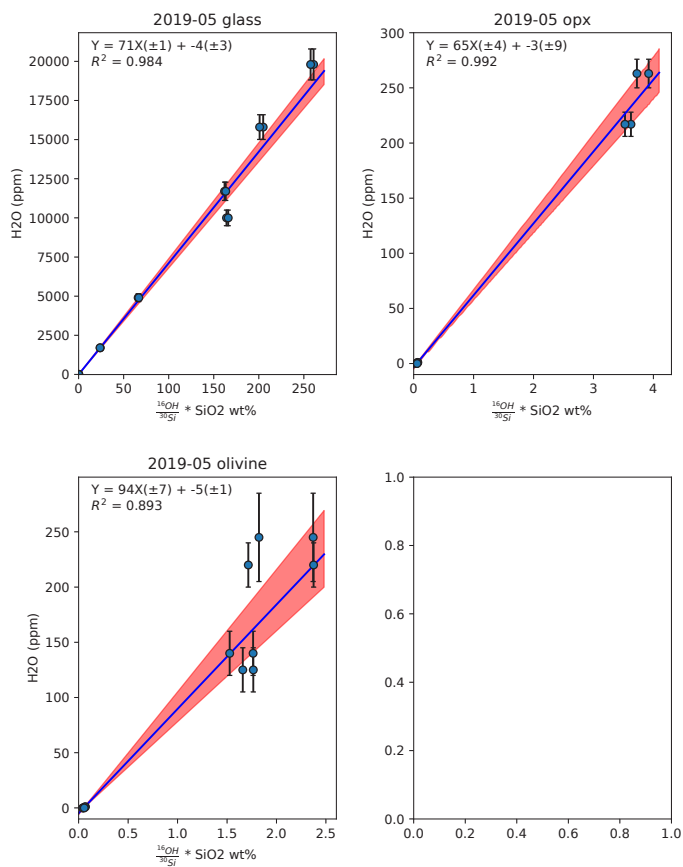 2019-05 glass
Y = 71X(±1) + -4(±3)
R² = 0.984
20000
17500
15000
12500
10000
7500
5000
2500
0
H2O (ppm)
0 50 100 150 200 250
¹⁶OH/³⁰Si * SiO2 wt%
2019-05 opx
Y = 65X(±4) + -3(±9)
R² = 0.992
300
250
200
150
100
50
0
H2O (ppm)
0 1 2 3 4
¹⁶OH/³⁰Si * SiO2 wt%
2019-05 olivine
Y = 94X(±7) + -5(±1)
R² = 0.893
250
200
150
100
50
0
H2O (ppm)
0.0 0.5 1.0 1.5 2.0 2.5
¹⁶OH/³⁰Si * SiO2 wt%
1.0
0.8
0.6
0.4
0.2
0.0
0.0 0.2 0.4 0.6 0.8 1.0